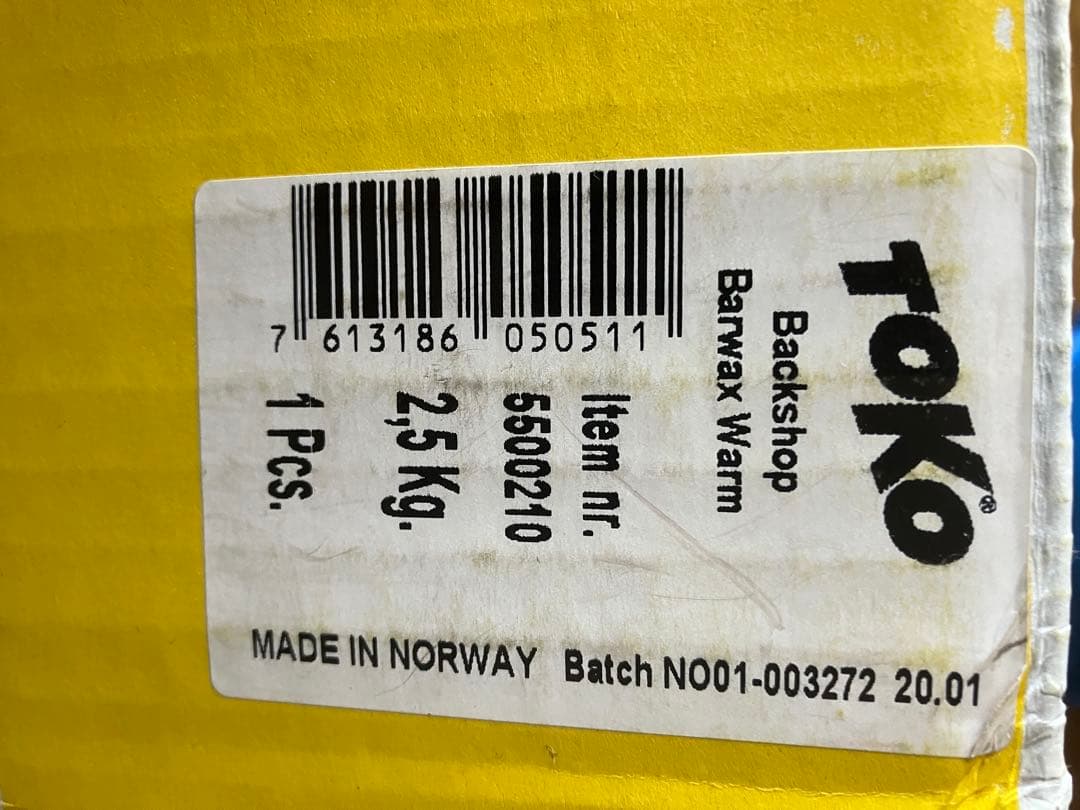 TOKO®
Backshop
Barwax Warm
Item nr.
5500210
2,5 Kg.
1 Pcs.
7 613186 050511
MADE IN NORWAY Batch NO01-003272 20.01